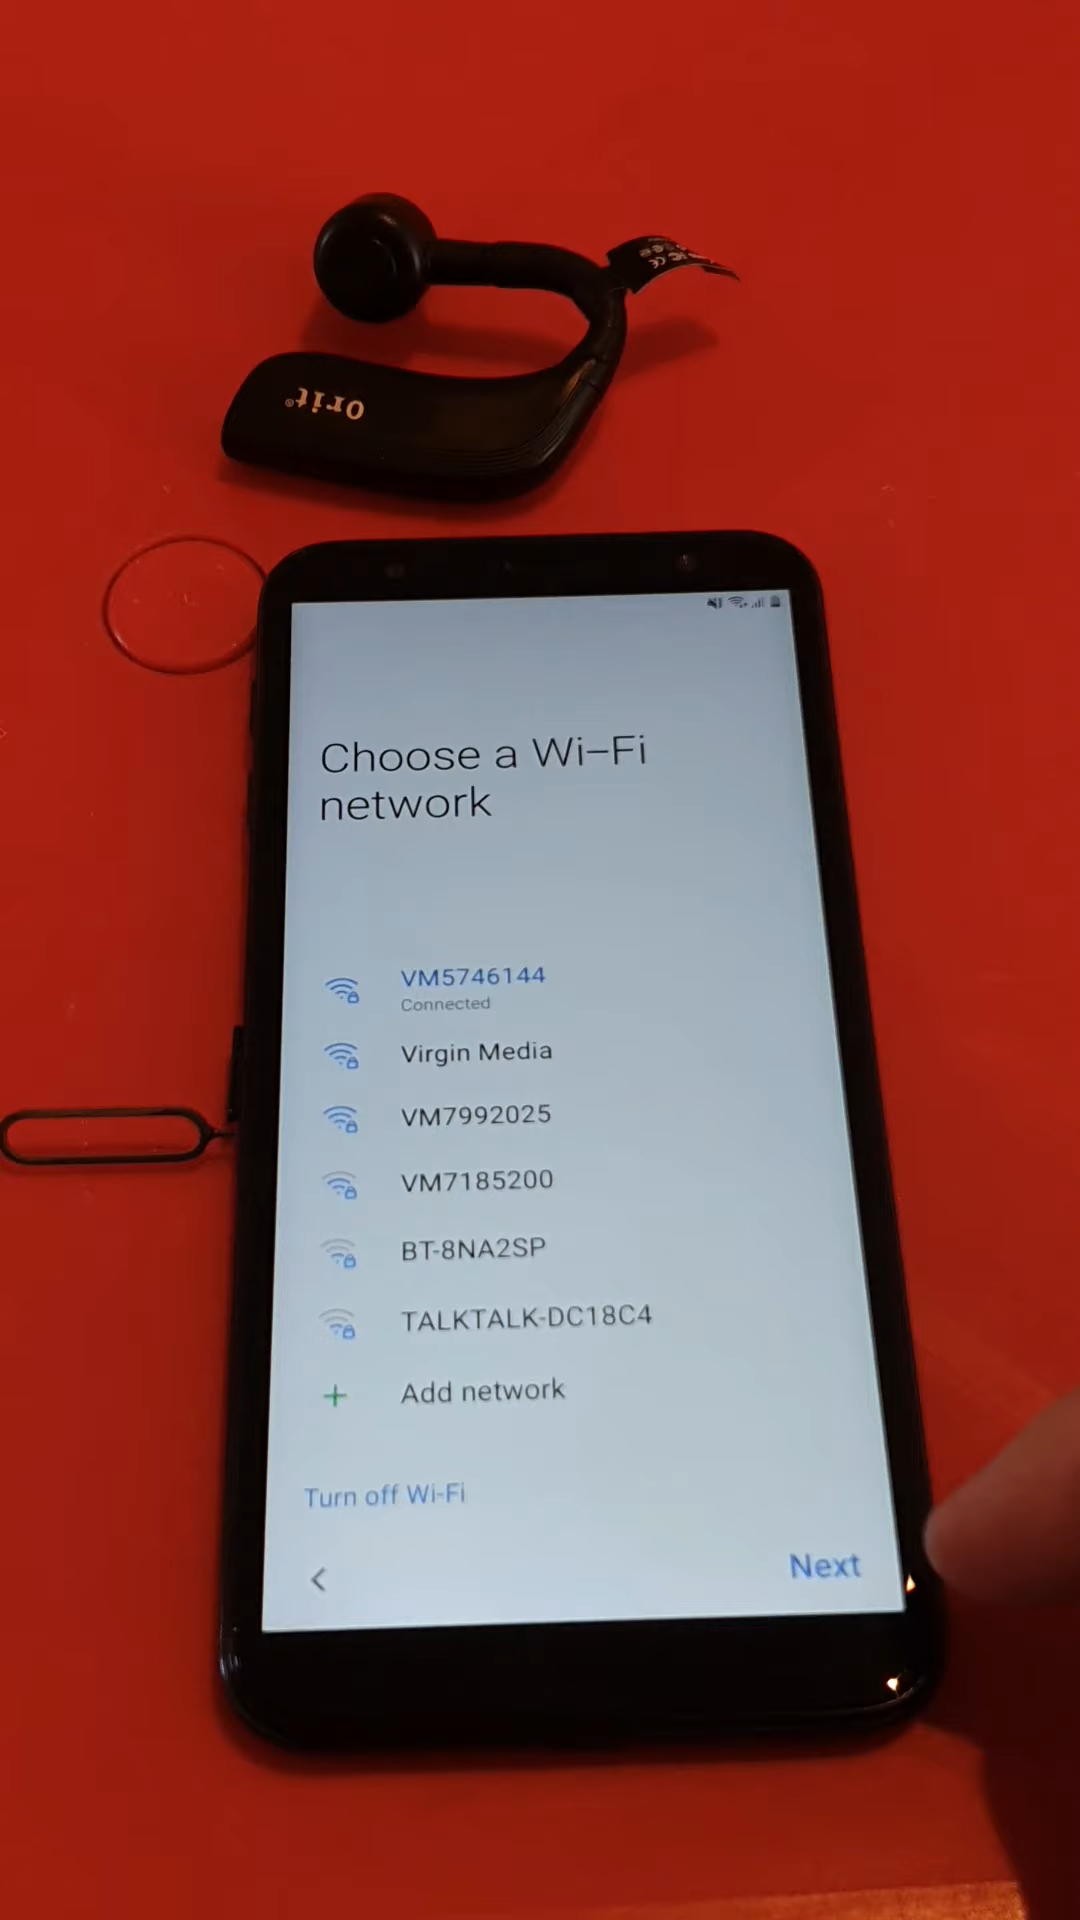 Orit®
Choose a Wi-Fi
network
VM5746144
Connected
Virgin Media
VM7992025
VM7185200
BT-8NA2SP
TALKTALK-DC18C4
Add network
Turn off Wi-Fi
Next